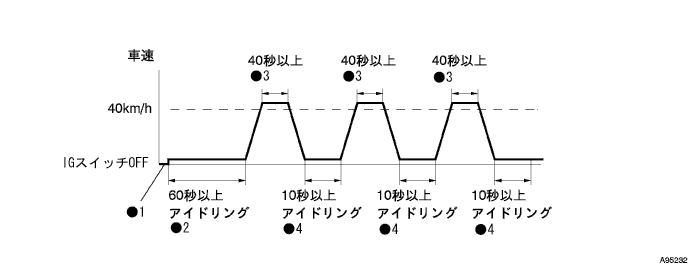 車速
40秒以上
●3
40秒以上
●3
40秒以上
●3
40km/h
IGスイッチOFF
●1
60秒以上
アイドリング
●2
10秒以上
アイドリング
●4
10秒以上
アイドリング
●4
10秒以上
アイドリング
●4
A95232